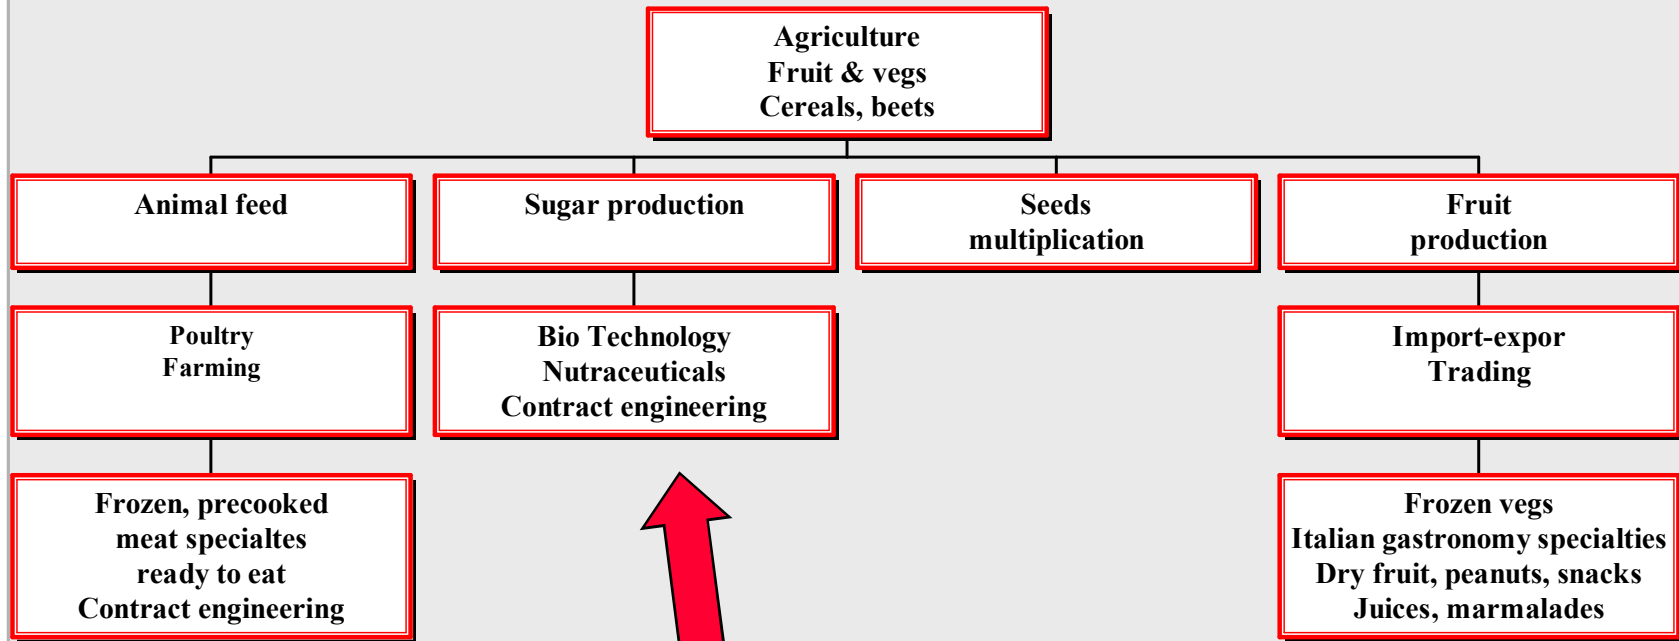 Agriculture
Fruit & vegs
Cereals, beets
Animal feed
Sugar production
Seeds
multiplication
Fruit
production
Poultry
Farming
Bio Technology
Nutraceuticals
Contract engineering
Import-expor
Trading
Frozen, precooked
meat specialtes
ready to eat
Contract engineering
Frozen vegs
Italian gastronomy specialties
Dry fruit, peanuts, snacks
Juices, marmalades